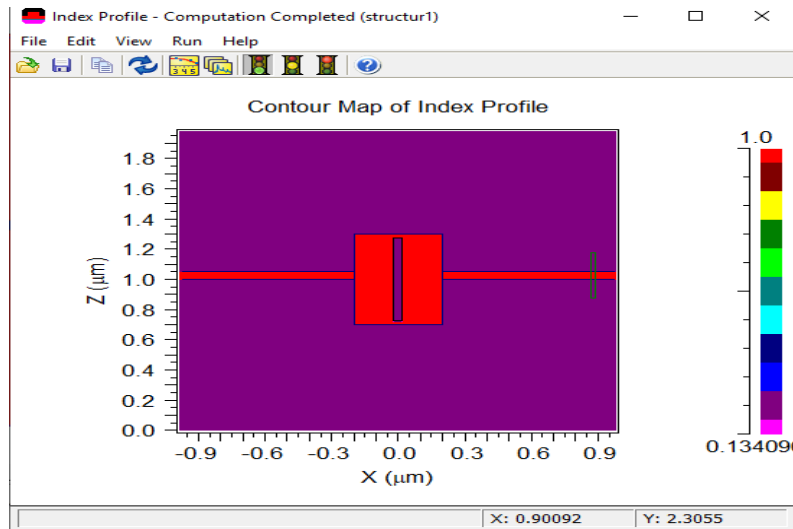 Index Profile - Computation Completed (structur1)
File Edit View Run Help
3 4 5
Contour Map of Index Profile
1.0
1.8
1.6
1.4
1.2
1.0
0.8
0.6
0.4
0.2
0.0
Z (μm)
-0.9 -0.6 -0.3 0.0 0.3 0.6 0.9
X (μm)
0.134096
X: 0.90092 Y: 2.3055